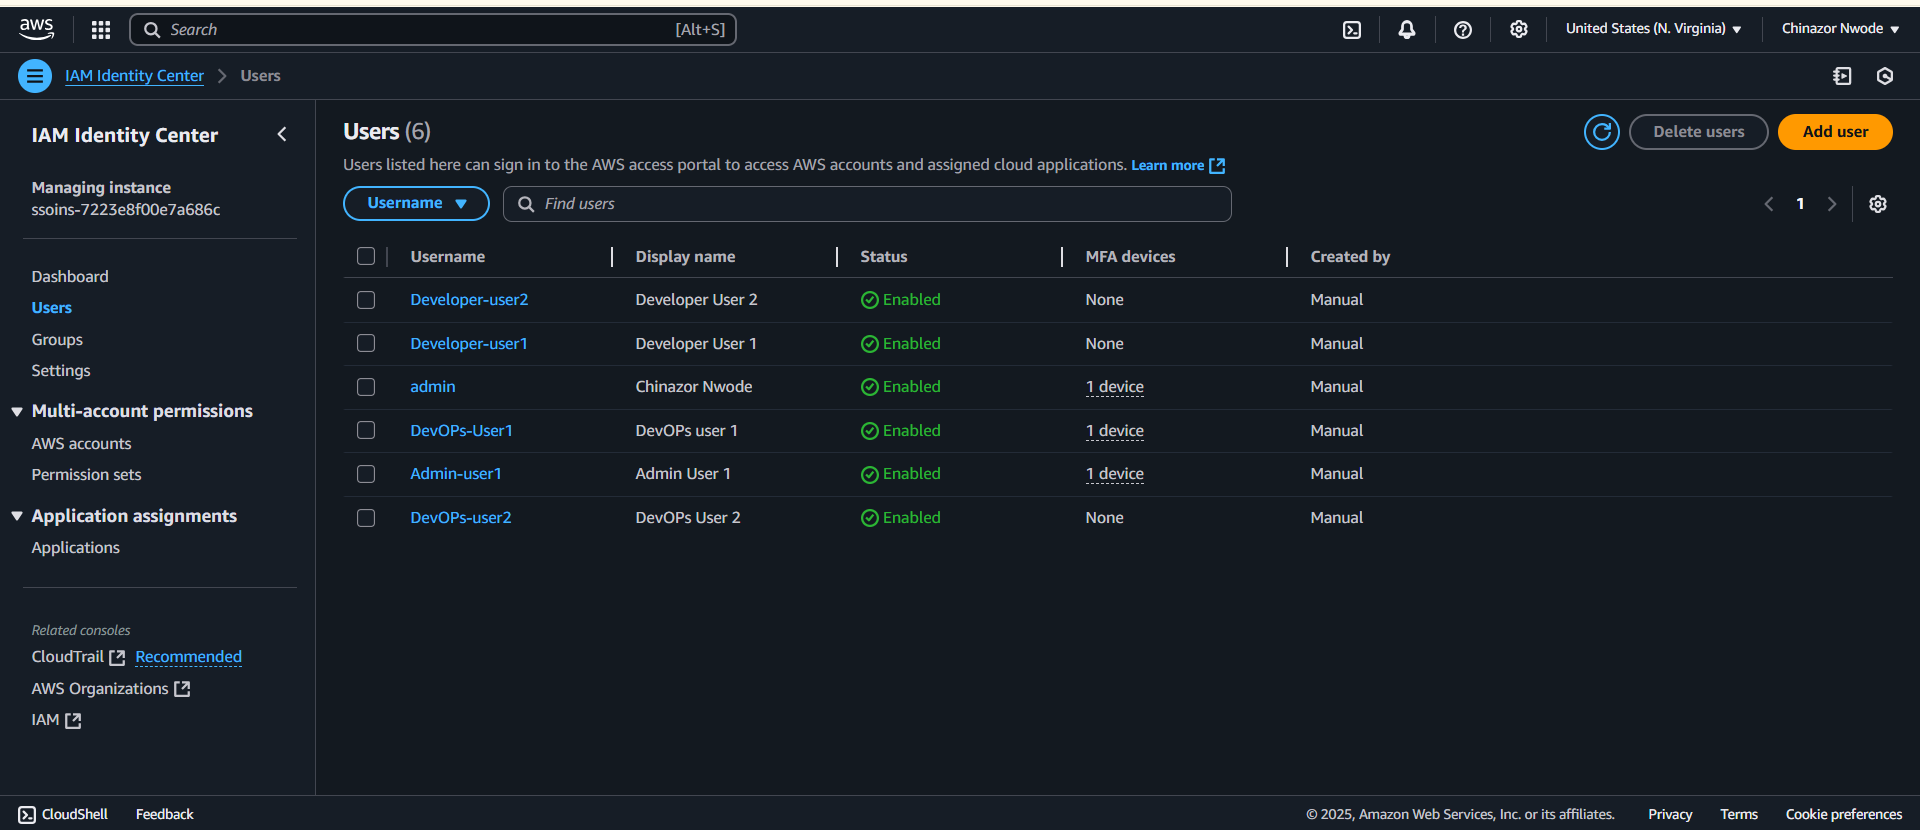 aws
Search [Alt+S]
United States (N. Virginia)
Chinazor Nwode
IAM Identity Center
Users
IAM Identity Center
Managing instance
ssoins-7223e8f00e7a686c
Dashboard
Users
Groups
Settings
Multi-account permissions
AWS accounts
Permission sets
Application assignments
Applications
Related consoles
CloudTrail Recommended
AWS Organizations
IAM
Users (6)
Delete users
Add user
Users listed here can sign in to the AWS access portal to access AWS accounts and assigned cloud applications. Learn more
Username
Find users
1
Username Display name Status MFA devices Created by
Developer-user2 Developer User 2 Enabled None Manual
Developer-user1 Developer User 1 Enabled None Manual
admin Chinazor Nwode Enabled 1 device Manual
DevOPs-User1 DevOPs user 1 Enabled 1 device Manual
Admin-user1 Admin User 1 Enabled 1 device Manual
DevOPs-user2 DevOPs User 2 Enabled None Manual
CloudShell Feedback © 2025, Amazon Web Services, Inc. or its affiliates. Privacy Terms Cookie preferences